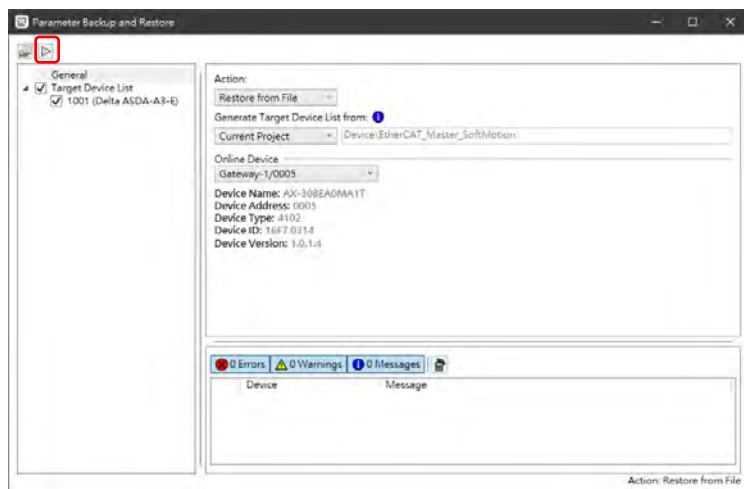 Parameter Backup and Restore
General
Target Device List
1001 (Delta ASDA-A3-E)
Action:
Restore from File
Generate Target Device List from:
Current Project
Device\EtherCAT_Master_SoftMotion
Online Device
Gateway-1/0005
Device Name: AX-308EA0MA1T
Device Address: 0005
Device Type: 4102
Device ID: 16F7 0314
Device Version: 1.0.1.4
0 Errors
0 Warnings
0 Messages
Device
Message
Action: Restore from File